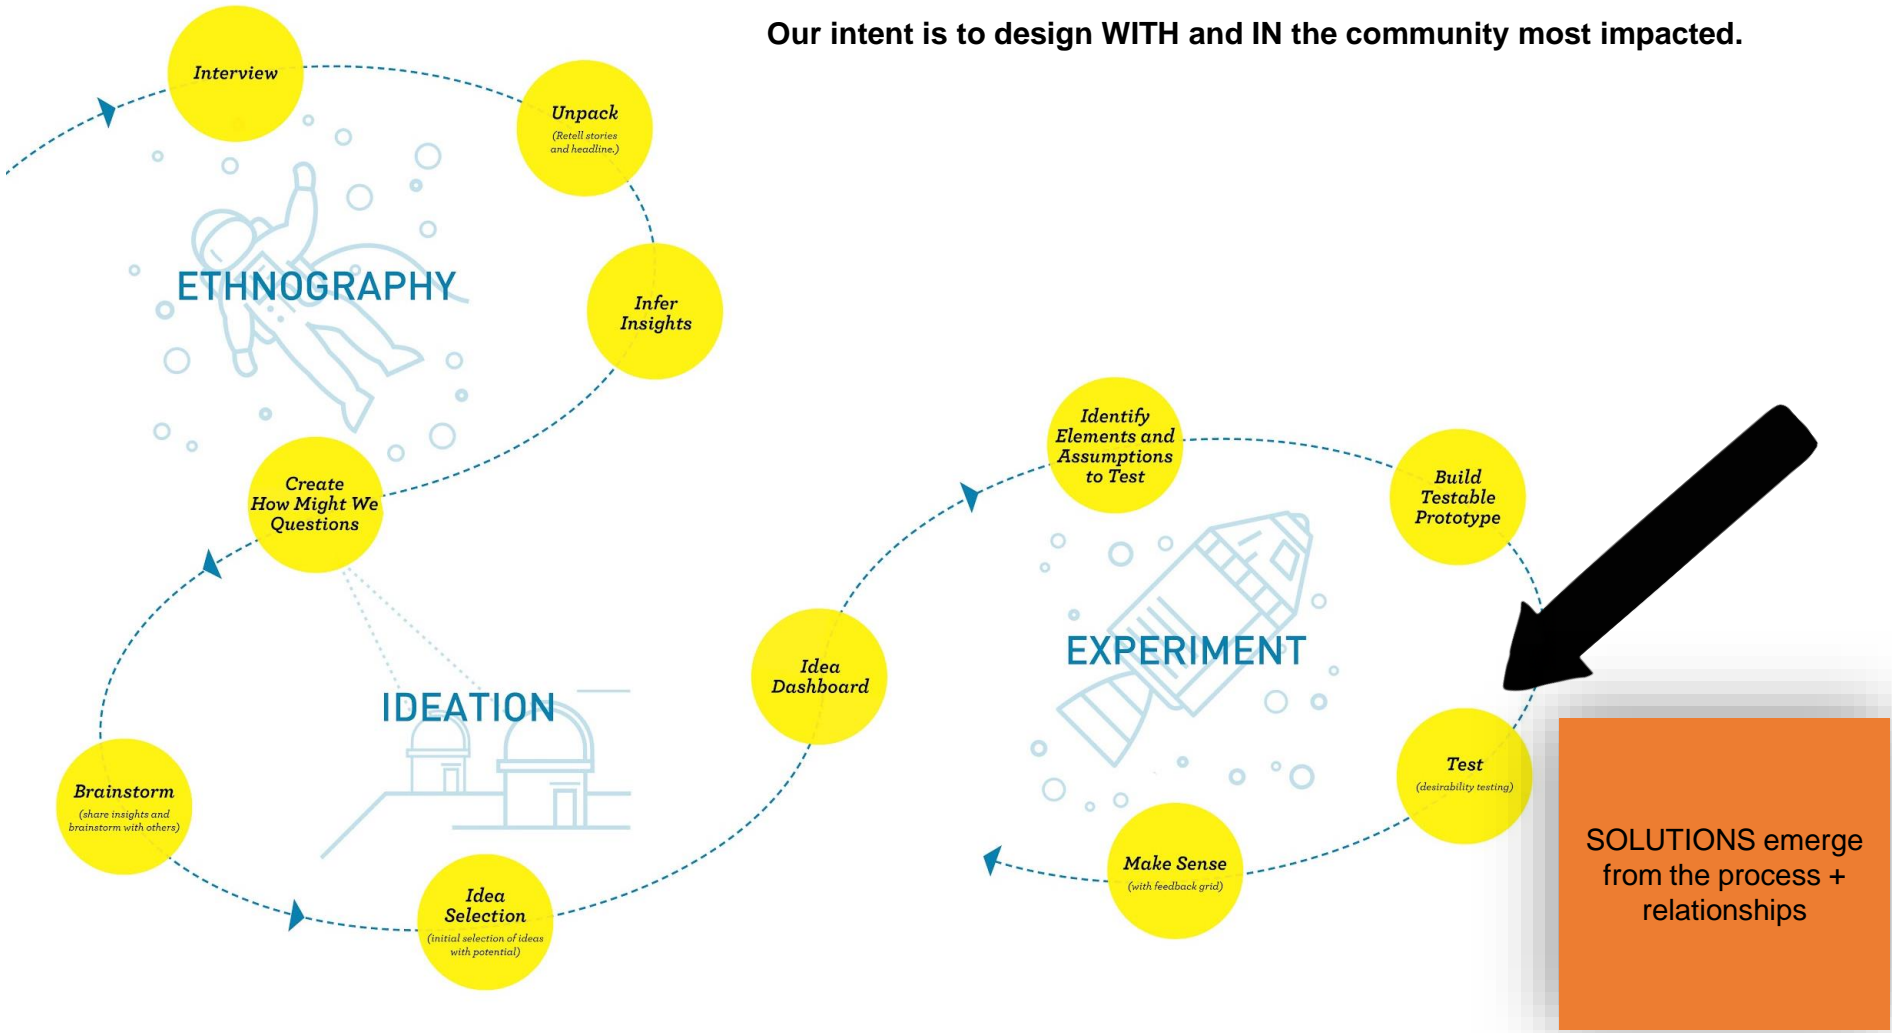 Our intent is to design WITH and IN the community most impacted.
Interview
Unpack
(Retell stories
and headline.)
ETHNOGRAPHY
Infer
Insights
Create
How Might We
Questions
IDEATION
Brainstorm
(share insights and
brainstorm with others)
Idea
Selection
(initial selection of ideas
with potential)
Idea
Dashboard
Identify
Elements and
Assumptions
to Test
Build
Testable
Prototype
EXPERIMENT
Test
(desirability testing)
Make Sense
(with feedback grid)
SOLUTIONS emerge
from the process +
relationships